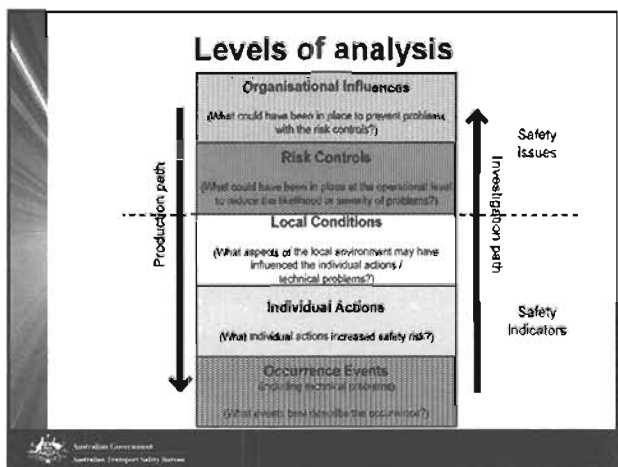 Levels of analysis
Organisational Influences
(What could have been in place to prevent problems
with the risk controls?)
Risk Controls
(What could have been in place at the operational level
to reduce the likelihood or severity of problems?)
Local Conditions
(What aspects of the local environment may have
influenced the individual actions /
technical problems?)
Individual Actions
(What individual actions increased safety risk?)
Occurrence Events
(including technical problems)
(What events best describe the occurrence?)
Production path
Investigation path
Safety
Issues
Safety
Indicators
Australian Government
Australian Transport Safety Bureau